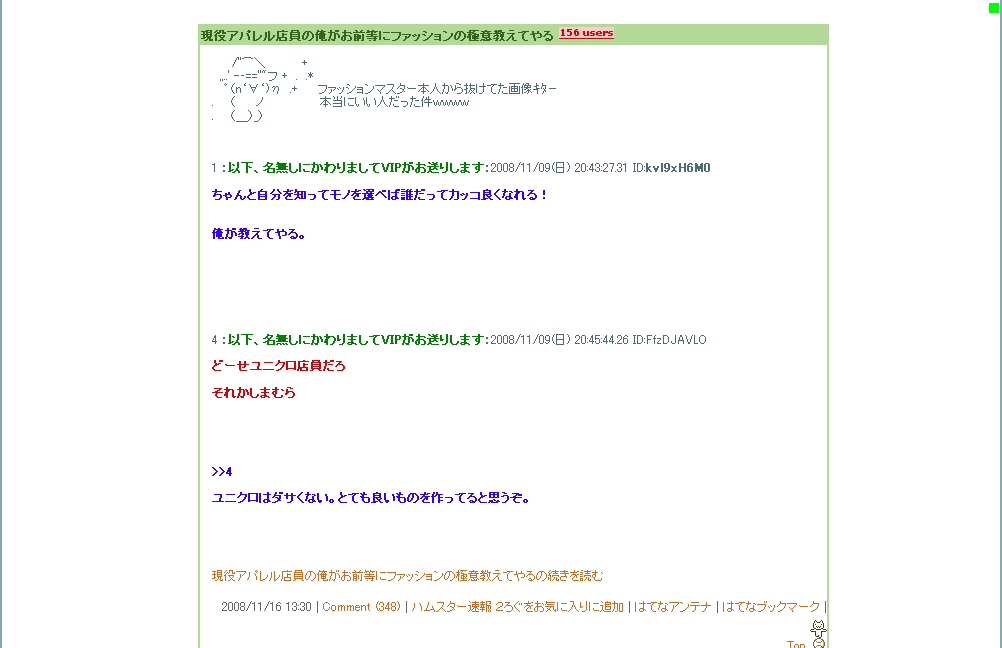 現役アパレル店員の俺がお前等にファッションの極意教えてやる 156 users
ファッションマスター本人から抜けてた画像ｷﾀｰ
本当にいい人だった件wwwww
1 ：以下、名無しにかわりましてVIPがお送りします：2008/11/09(日) 20:43:27.31 ID:kvI9xH6M0
ちゃんと自分を知ってモノを選べば誰だってカッコ良くなれる！
俺が教えてやる。
4 ：以下、名無しにかわりましてVIPがお送りします：2008/11/09(日) 20:45:44.26 ID:FfzDJAVLO
どーせユニクロ店員だろ
それかしまむら
>>4
ユニクロはダサくない。とても良いものを作ってると思うぞ。
現役アパレル店員の俺がお前等にファッションの極意教えてやるの続きを読む
2008/11/16 13:30 | Comment (348) | ハムスター速報 2ろぐをお気に入りに追加 | はてなアンテナ | はてなブックマーク |
Top